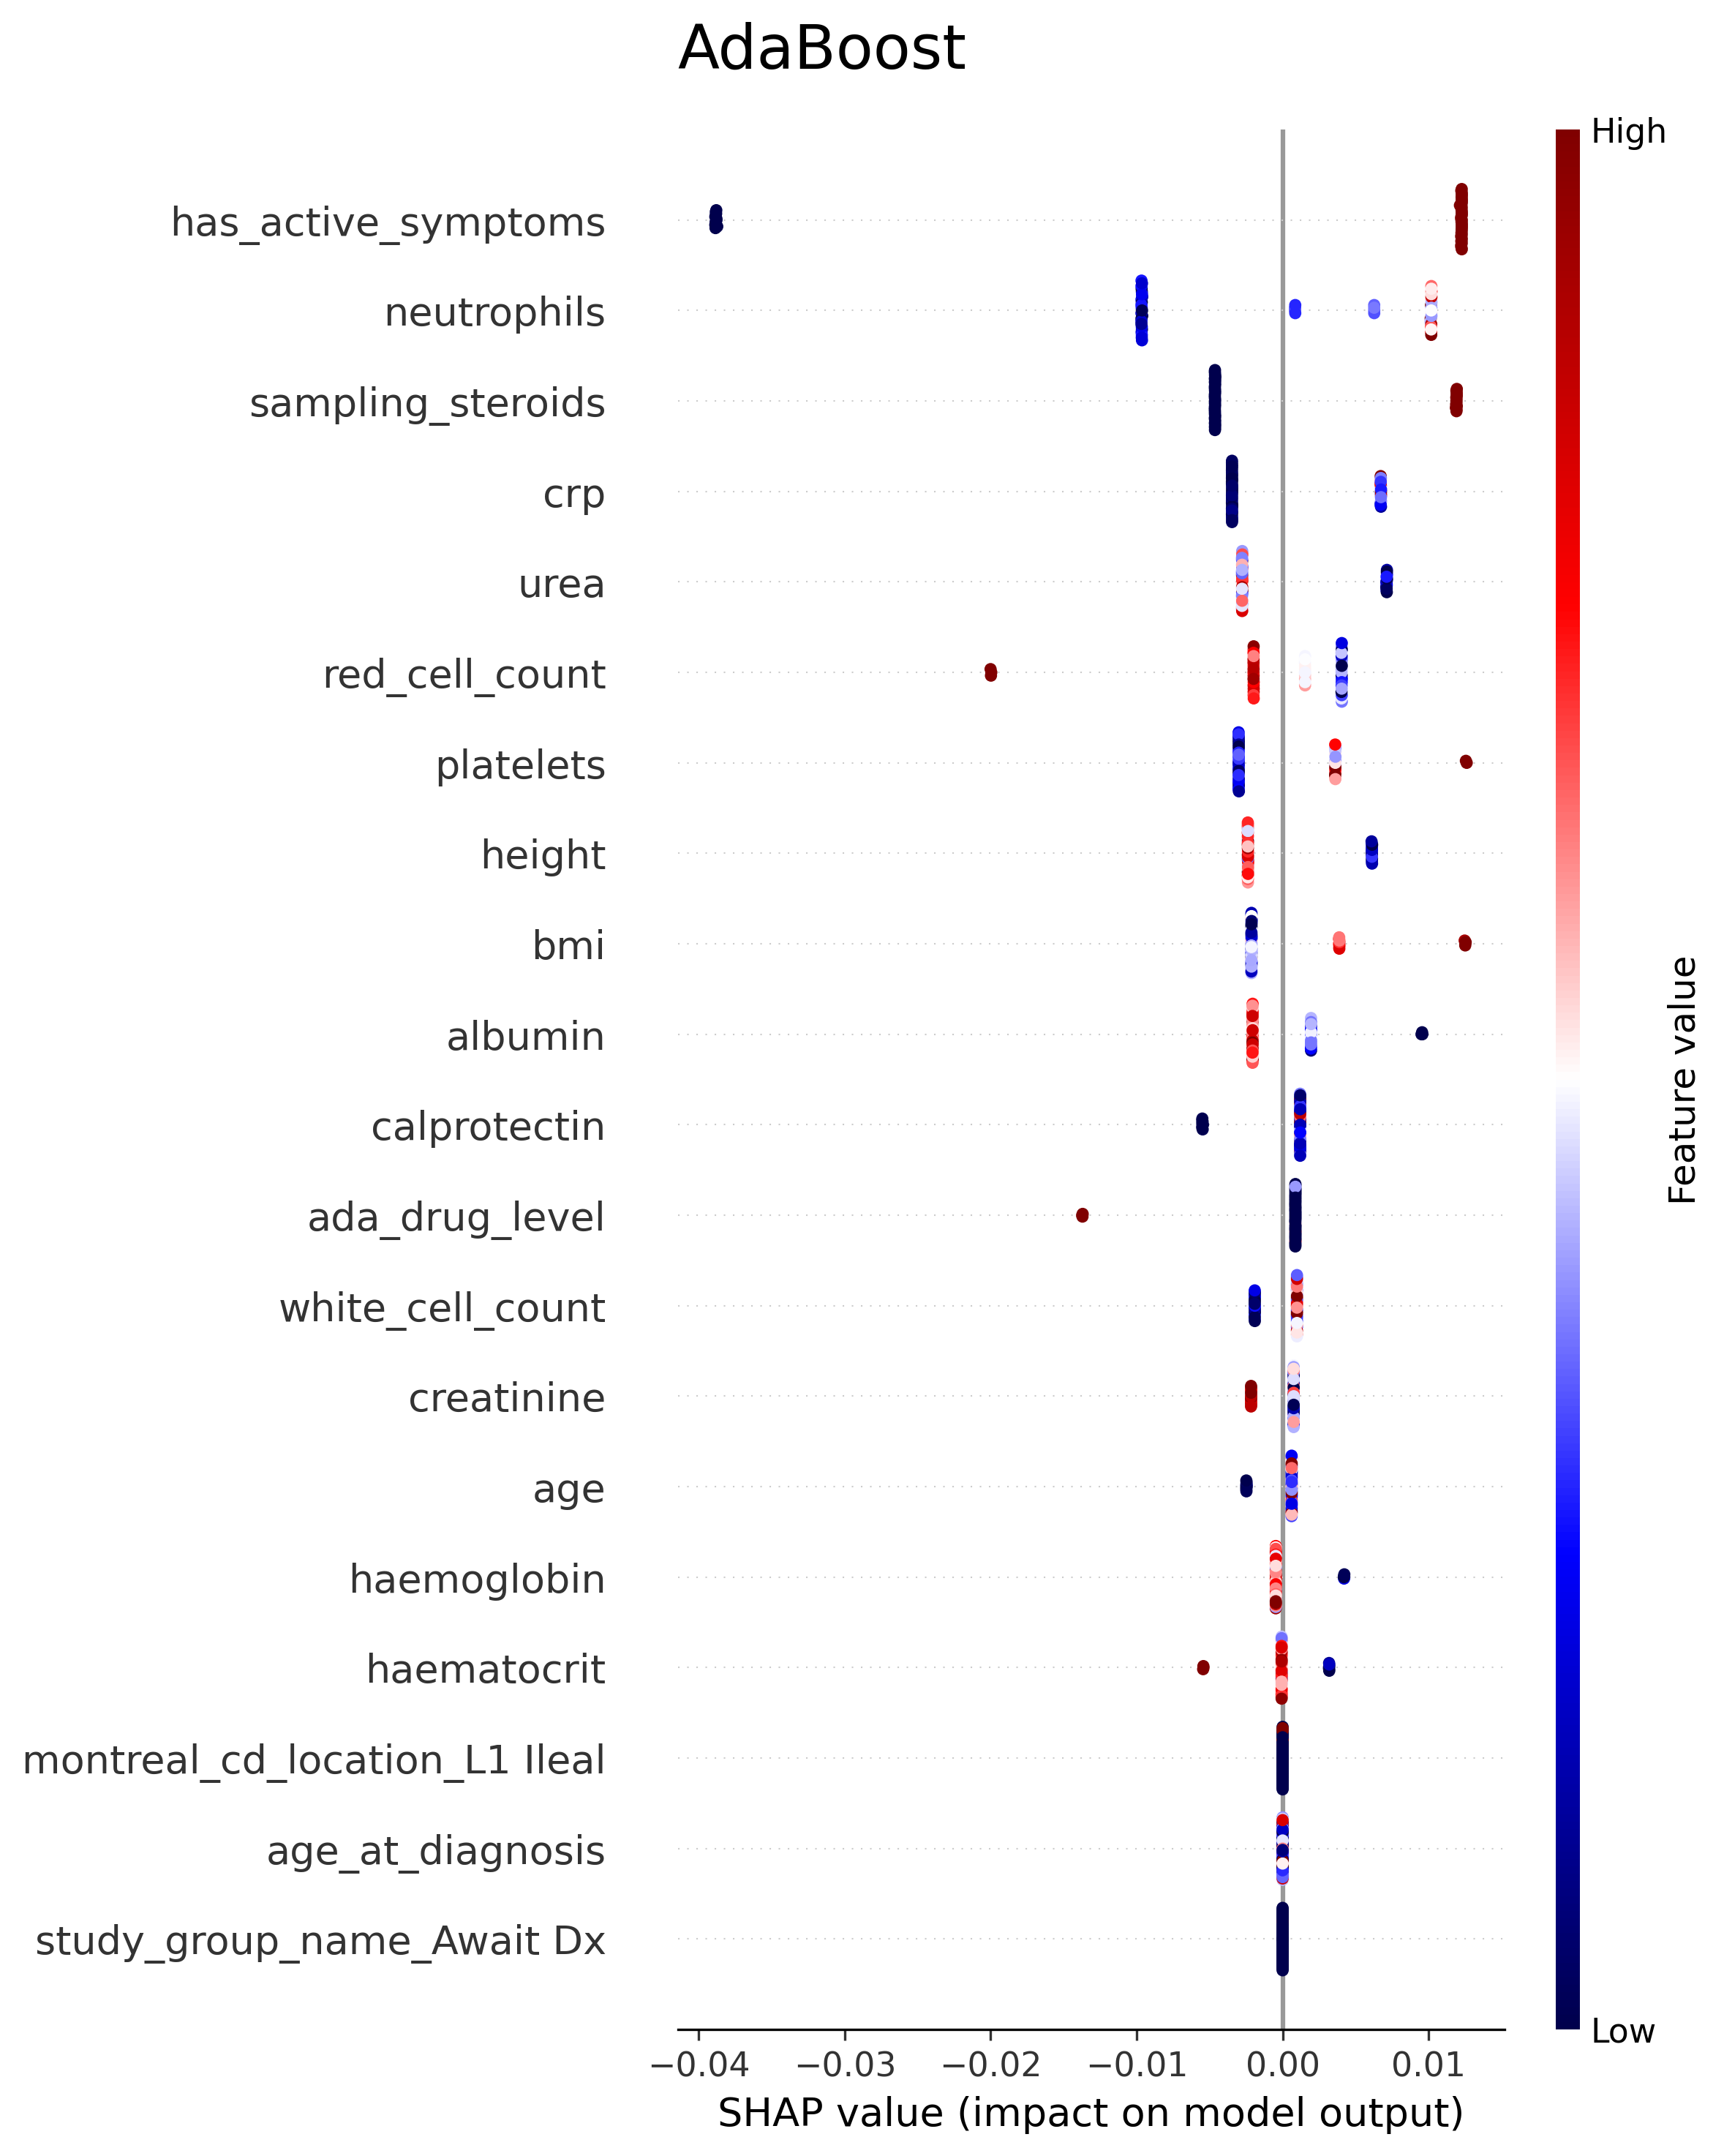 AdaBoost
High
has_active_symptoms
neutrophils
sampling_steroids
crp
urea
red_cell_count
platelets
height
bmi
albumin
calprotectin
ada_drug_level
white_cell_count
creatinine
age
haemoglobin
haematocrit
montreal_cd_location_L1 Ileal
age_at_diagnosis
study_group_name_Await Dx
Feature value
Low
−0.04 −0.03 −0.02 −0.01 0.00 0.01
SHAP value (impact on model output)